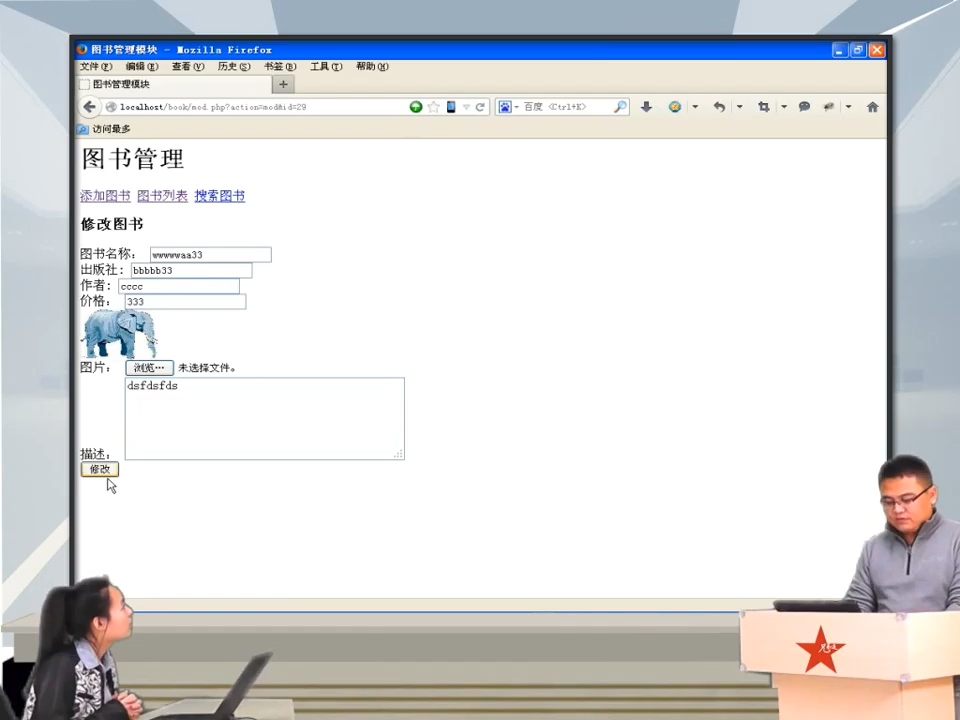 图书管理模块 - Mozilla Firefox
文件(F) 编辑(E) 查看(V) 历史(S) 书签(B) 工具(T) 帮助(H)
图书管理模块
localhost/book/mod.php?action=mod&id=29 百度 <Ctrl+K>
访问最多
图书管理
添加图书 图书列表 搜索图书
修改图书
图书名称: wwwwwaa33
出版社: bbbbb33
作者: cccc
价格: 333
图片: 浏览… 未选择文件。
dsfdsfds
描述:
修改